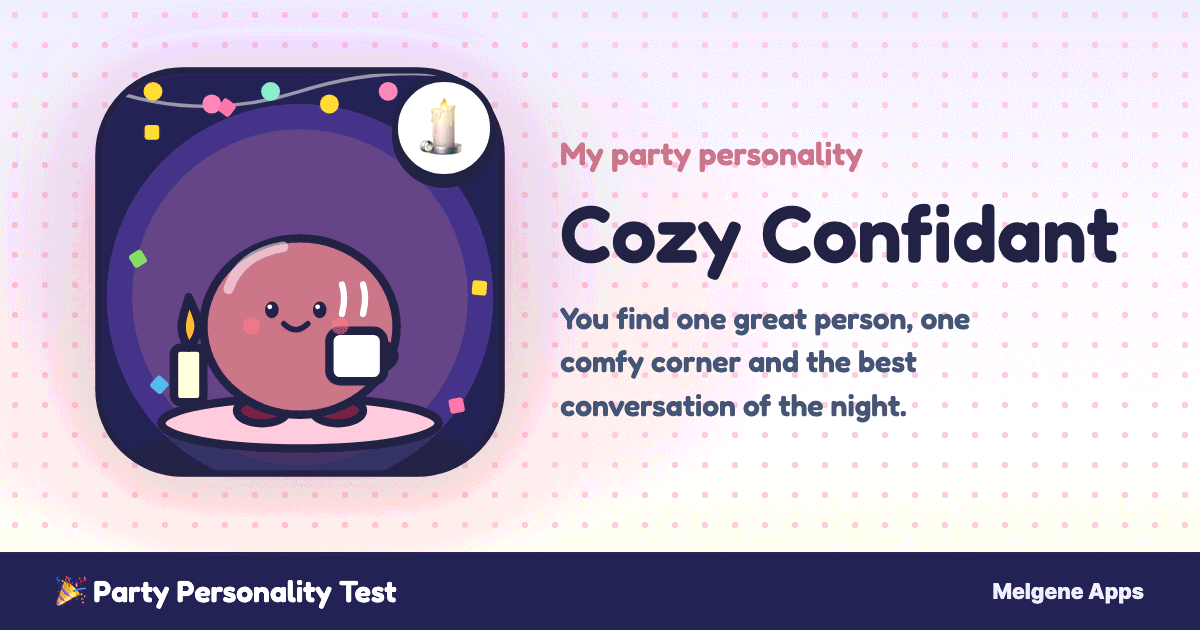 My party personality
Cozy Confidant
You find one great person, one
comfy corner and the best
conversation of the night.
Party Personality Test
Melgene Apps